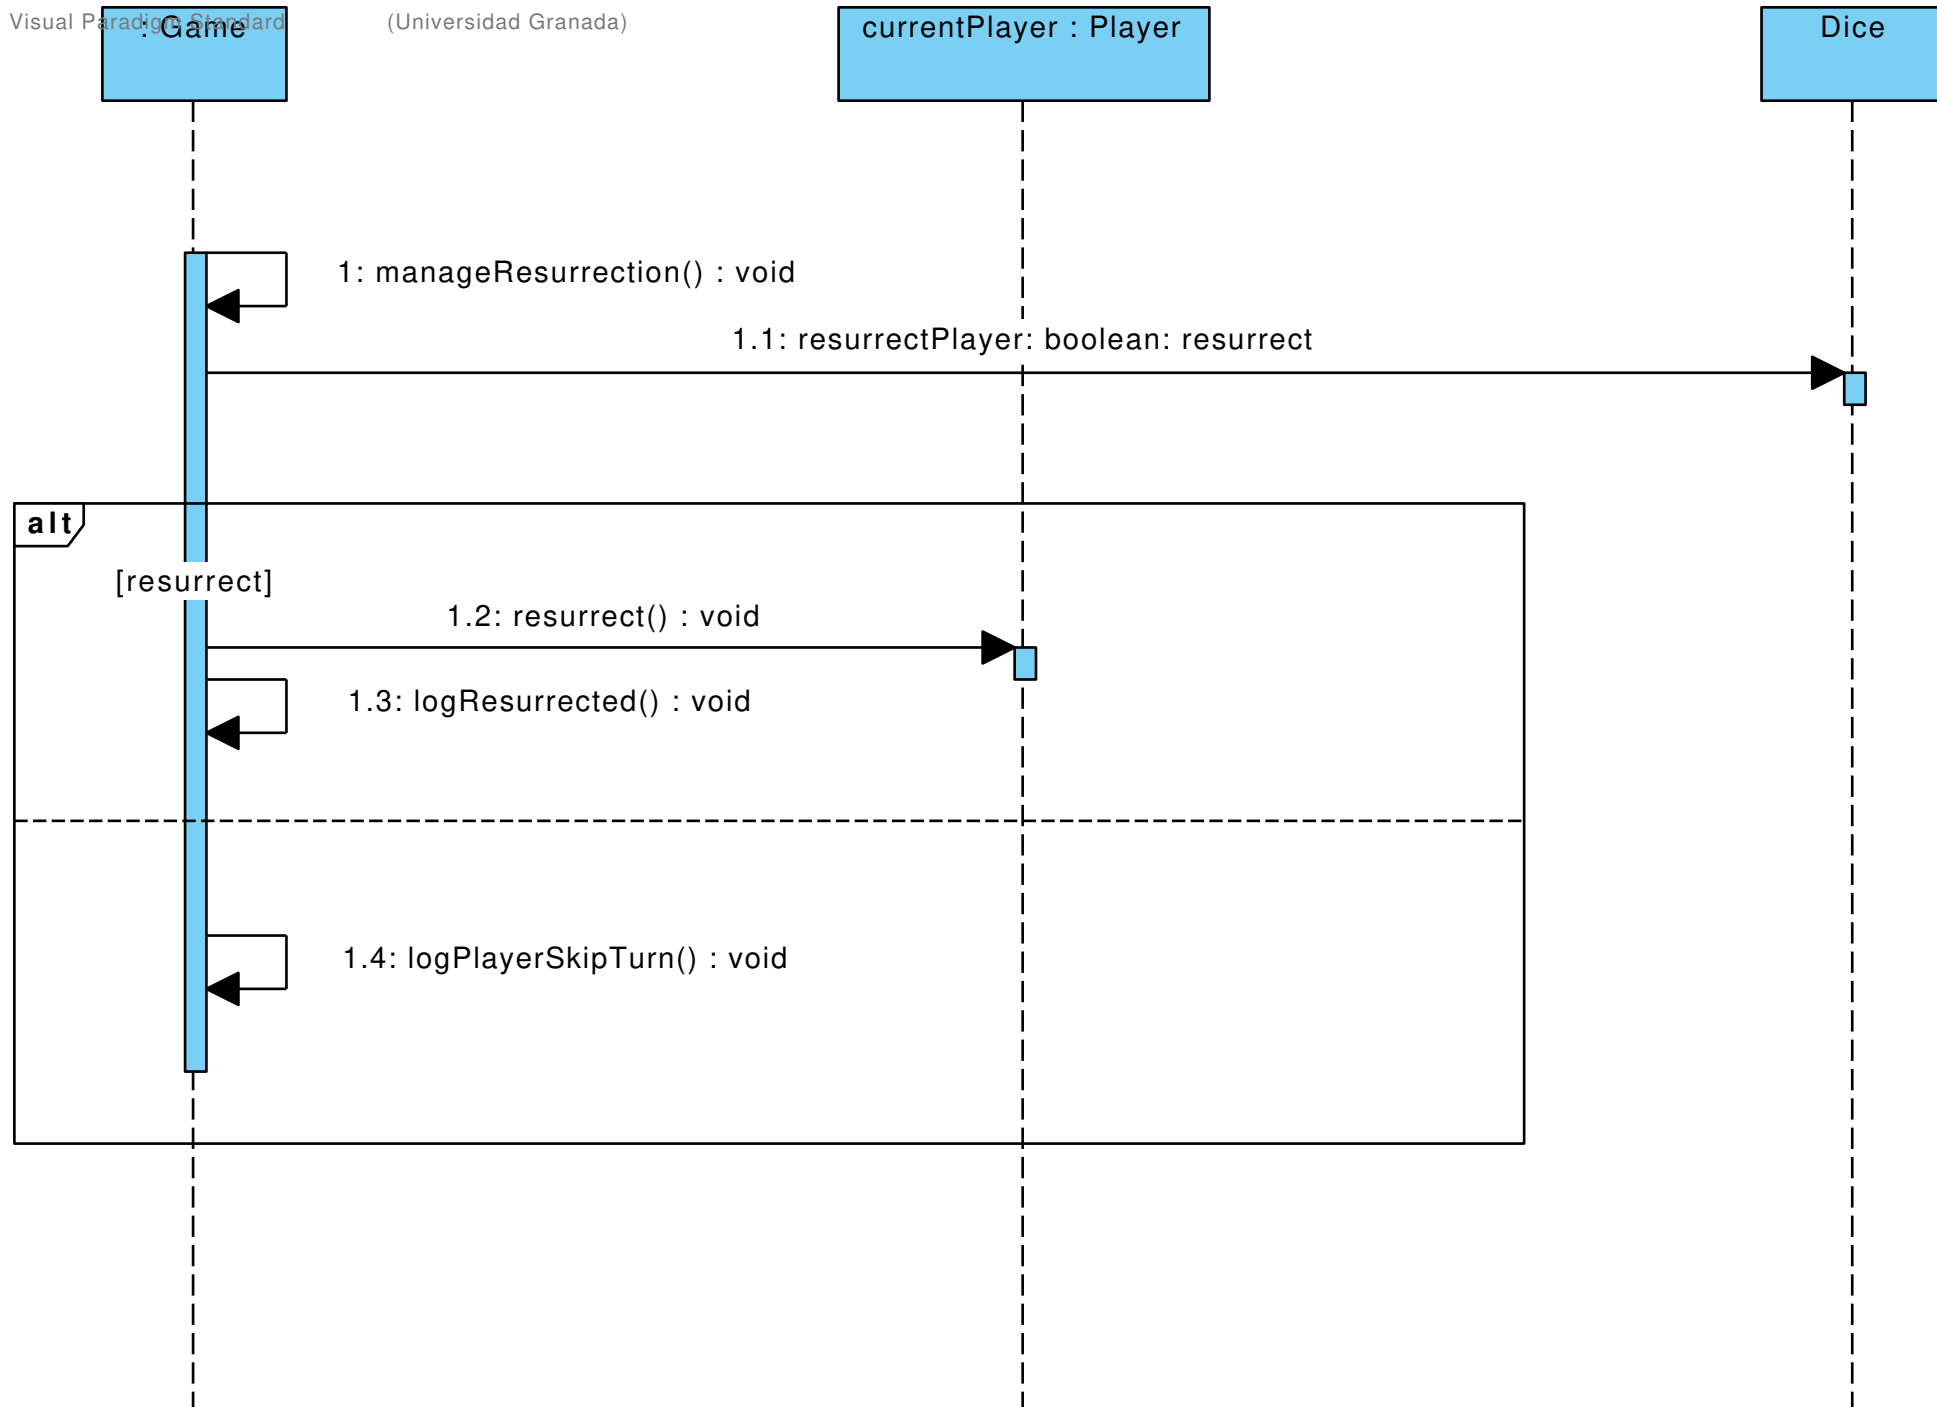 Visual Paradigm Standard (Universidad Granada)
: Game
currentPlayer : Player
Dice
1: manageResurrection() : void
1.1: resurrectPlayer: boolean: resurrect
alt
[resurrect]
1.2: resurrect() : void
1.3: logResurrected() : void
1.4: logPlayerSkipTurn() : void